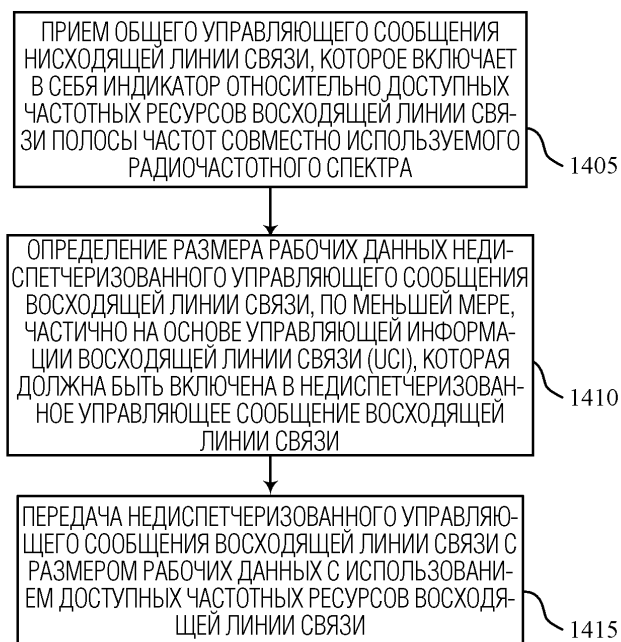 ПРИЕМ ОБЩЕГО УПРАВЛЯЮЩЕГО СООБЩЕНИЯ
НИСХОДЯЩЕЙ ЛИНИИ СВЯЗИ, КОТОРОЕ ВКЛЮЧАЕТ
В СЕБЯ ИНДИКАТОР ОТНОСИТЕЛЬНО ДОСТУПНЫХ
ЧАСТОТНЫХ РЕСУРСОВ ВОСХОДЯЩЕЙ ЛИНИИ СВЯ-
ЗИ ПОЛОСЫ ЧАСТОТ СОВМЕСТНО ИСПОЛЬЗУЕМОГО
РАДИОЧАСТОТНОГО СПЕКТРА
1405
ОПРЕДЕЛЕНИЕ РАЗМЕРА РАБОЧИХ ДАННЫХ НЕДИ-
СПЕТЧЕРИЗОВАННОГО УПРАВЛЯЮЩЕГО СООБЩЕНИЯ
ВОСХОДЯЩЕЙ ЛИНИИ СВЯЗИ, ПО МЕНЬШЕЙ МЕРЕ,
ЧАСТИЧНО НА ОСНОВЕ УПРАВЛЯЮЩЕЙ ИНФОРМА-
ЦИИ ВОСХОДЯЩЕЙ ЛИНИИ СВЯЗИ (UCI), КОТОРАЯ
ДОЛЖНА БЫТЬ ВКЛЮЧЕНА В НЕДИСПЕТЧЕРИЗОВАН-
НОЕ УПРАВЛЯЮЩЕЕ СООБЩЕНИЕ ВОСХОДЯЩЕЙ
ЛИНИИ СВЯЗИ
1410
ПЕРЕДАЧА НЕДИСПЕТЧЕРИЗОВАННОГО УПРАВЛЯЮ-
ЩЕГО СООБЩЕНИЯ ВОСХОДЯЩЕЙ ЛИНИИ СВЯЗИ С
РАЗМЕРОМ РАБОЧИХ ДАННЫХ С ИСПОЛЬЗОВАНИ-
ЕМ ДОСТУПНЫХ ЧАСТОТНЫХ РЕСУРСОВ ВОСХОДЯ-
ЩЕЙ ЛИНИИ СВЯЗИ
1415